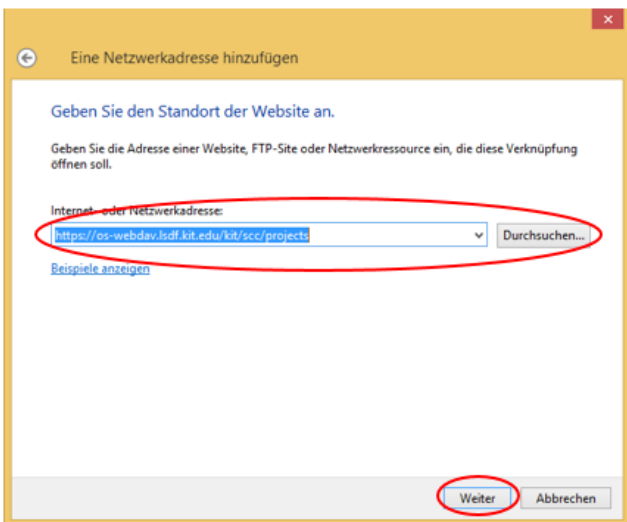 Eine Netzwerkadresse hinzufügen
Geben Sie den Standort der Website an.
Geben Sie die Adresse einer Website, FTP-Site oder Netzwerkressource ein, die diese Verknüpfung
öffnen soll.
Internet- oder Netzwerkadresse:
https://os-webdav.lsdf.kit.edu/kit/scc/projects
Durchsuchen...
Beispiele anzeigen
Weiter
Abbrechen